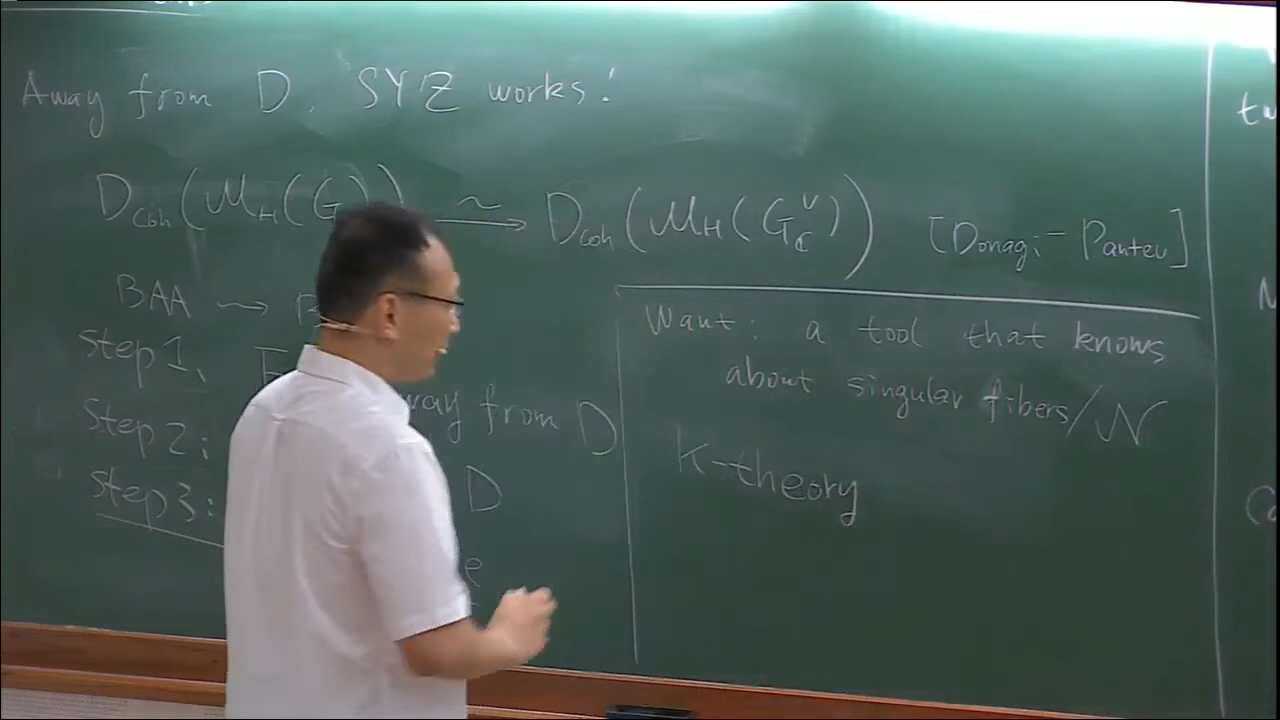 Away from D, SYZ works!
D_coh(M_H(G )) ~→ D_coh(M_H(G_C^∨)) [Donagi-Pantev]
BAA ⇝
Step 1,
away from D
Step 2;
D
Step 3:
Want: a tool that knows
about singular fibers/N
K-theory